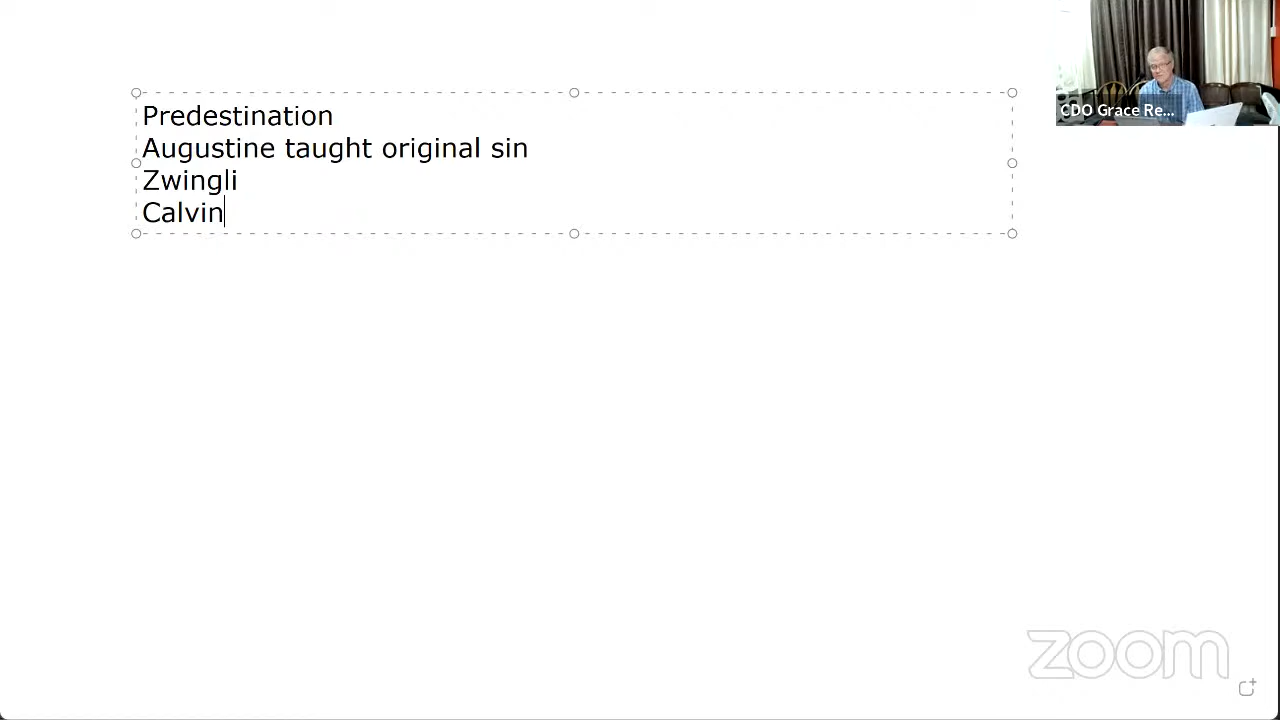 Predestination
Augustine taught original sin
Zwingli
Calvin
CDO Grace Re...
zoom